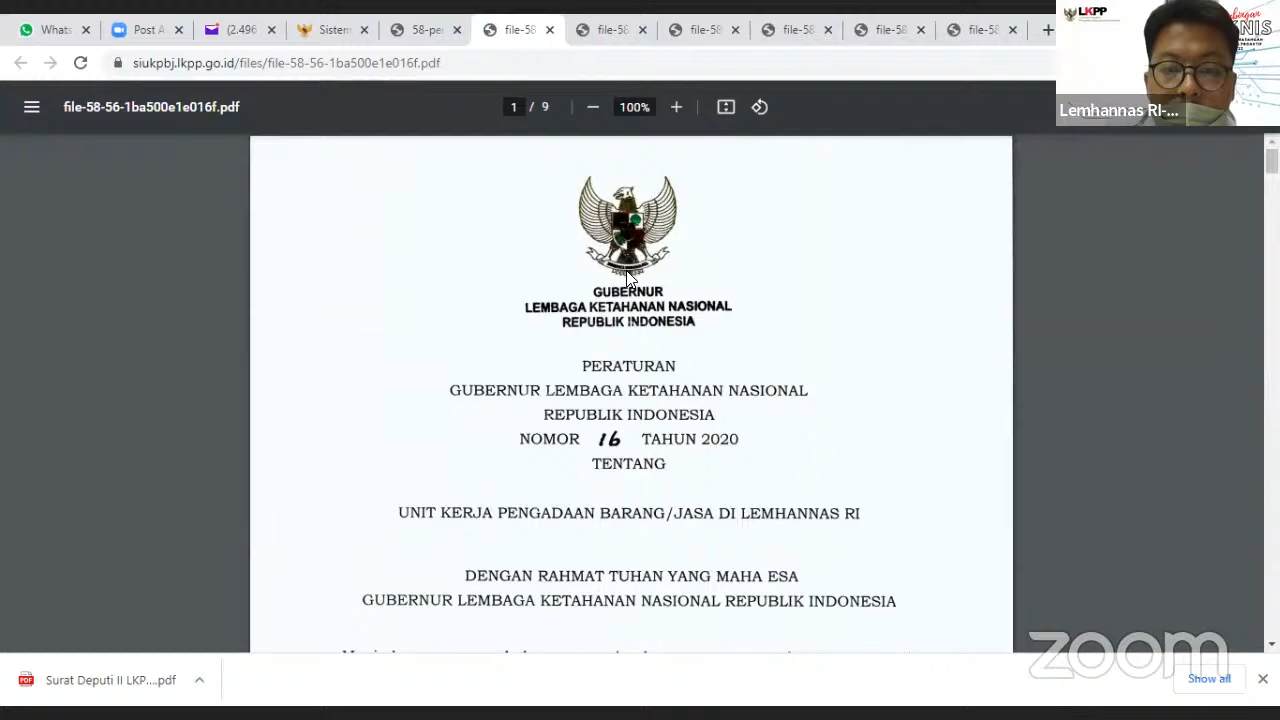 Whats
Post A
(2,496
Sistem
58-pe
file-58
file-58
file-58
file-5
file-58
file-58
siukpbj.lkpp.go.id/files/file-58-56-1ba500e1e016f.pdf
LKPP
NIS
Lemhannas RI-...
file-58-56-1ba500e1e016f.pdf
1 / 9
100%
GUBERNUR
LEMBAGA KETAHANAN NASIONAL
REPUBLIK INDONESIA
PERATURAN
GUBERNUR LEMBAGA KETAHANAN NASIONAL
REPUBLIK INDONESIA
NOMOR 16 TAHUN 2020
TENTANG
UNIT KERJA PENGADAAN BARANG/JASA DI LEMHANNAS RI
DENGAN RAHMAT TUHAN YANG MAHA ESA
GUBERNUR LEMBAGA KETAHANAN NASIONAL REPUBLIK INDONESIA
zoom
PDF
Surat Deputi II LKP....pdf
Show all